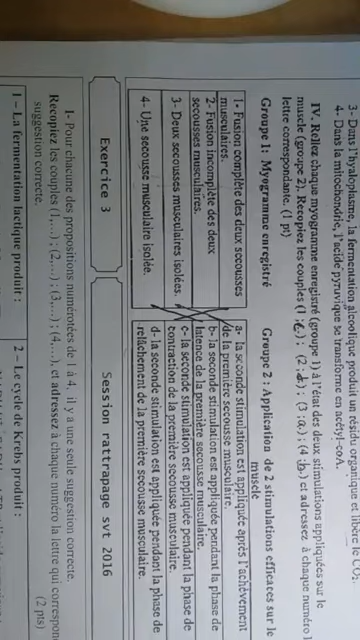 3- Dans l'hyaloplasme, la fermentation alcoolique produit un résidu organique et libère le CO2.
4- Dans la mitochondrie, l'acide pyruvique se transforme en acétyl-coA.
IV. Reliez chaque myogramme enregistré (groupe 1) à l'état des deux stimulations appliquées sur le
muscle (groupe 2). Recopiez les couples (1 ; c) ; (2 ; d) ; (3 ; a) ; (4 ; b) et adressez à chaque numéro
lettre correspondante. (1 pt)
Groupe 1: Myogramme enregistré
Groupe 2 : Application de 2 stimulations efficaces sur le
muscle
1- Fusion complète des deux secousses
musculaires.
2- Fusion incomplète des deux
secousses musculaires.
3- Deux secousses musculaires isolées.
4- Une secousse musculaire isolée.
a- la seconde stimulation est appliquée après l'achèvement
de la première secousse musculaire.
b- la seconde stimulation est appliquée pendant la phase de
latence de la première secousse musculaire.
c- la seconde stimulation est appliquée pendant la phase de
contraction de la première secousse musculaire.
d- la seconde stimulation est appliquée pendant la phase de
relâchement de la première secousse musculaire.
Exercice 3
Session rattrapage svt 2016
I- Pour chacune des propositions numérotées de 1 à 4, il y a une seule suggestion correcte.
Recopiez les couples (1,...) ; (2,...) ; (3,...) ; (4,...), et adressez à chaque numéro la lettre qui correspon
suggestion correcte. (2 pts)
1 – La fermentation lactique produit :
2 – Le cycle de Krebs produit :